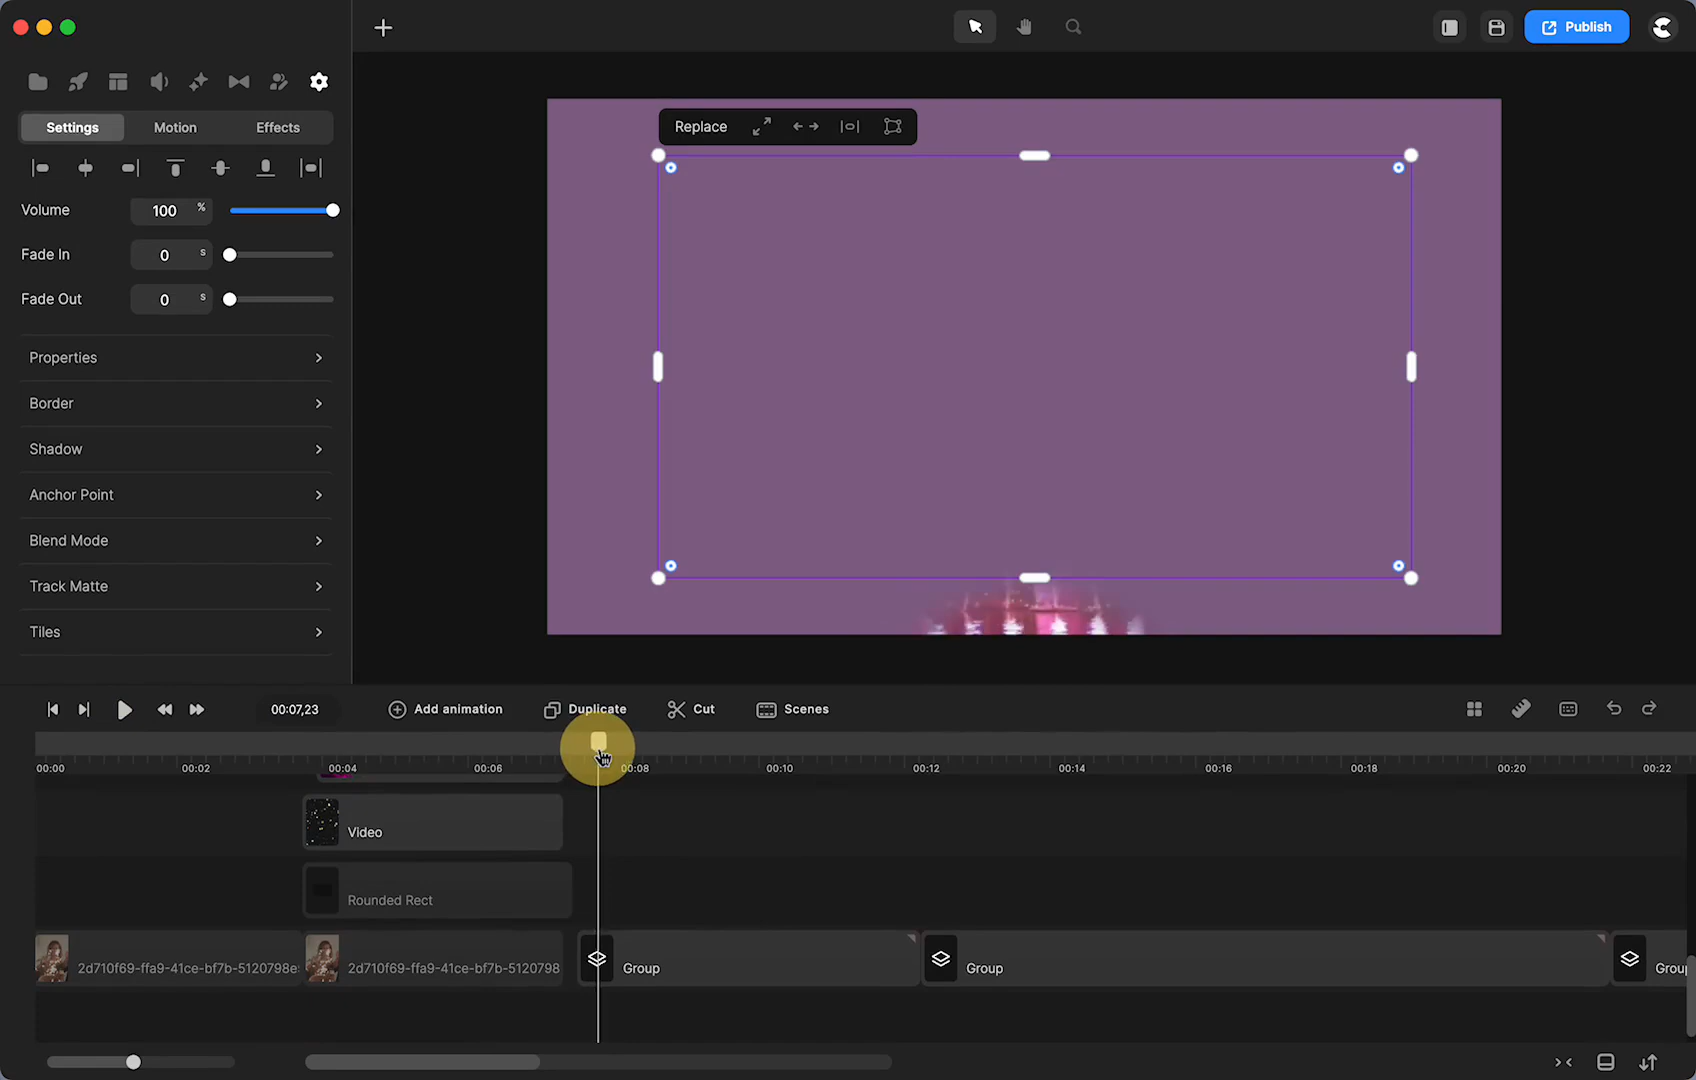 Publish
Settings Motion Effects
Replace
Volume 100 %
Fade In 0 s
Fade Out 0 s
Properties
Border
Shadow
Anchor Point
Blend Mode
Track Matte
Tiles
00:07,23 Add animation Duplicate Cut Scenes
00:00 00:02 00:04 00:06 00:08 00:10 00:12 00:14 00:16 00:18 00:20 00:22
Video
Rounded Rect
2d710f69-ffa9-41ce-bf7b-5120798e 2d710f69-ffa9-41ce-bf7b-5120798 Group Group Group